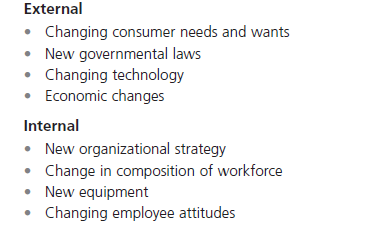 External
• Changing consumer needs and wants
• New governmental laws
• Changing technology
• Economic changes
Internal
• New organizational strategy
• Change in composition of workforce
• New equipment
• Changing employee attitudes